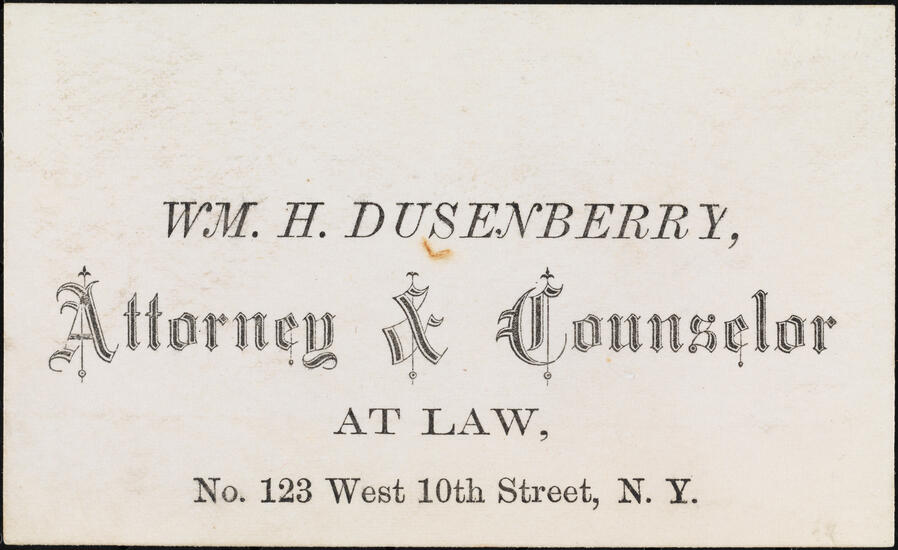 WM. H. DUSENBERRY,
Attorney & Counselor
AT LAW,
No. 123 West 10th Street, N. Y.